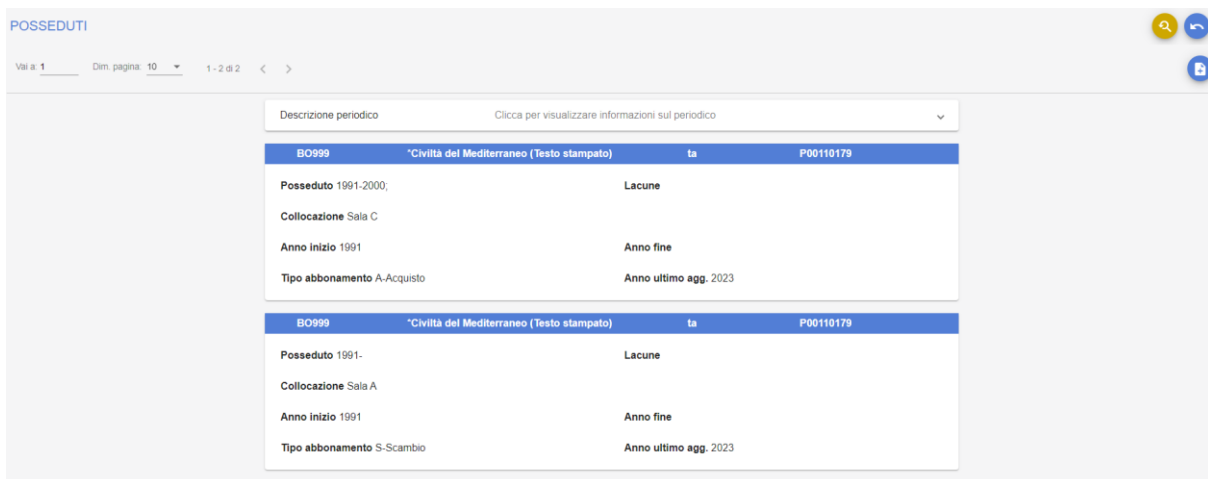 POSSEDUTI
Vai a: 1 Dim. pagina: 10 1 - 2 di 2
Descrizione periodico Clicca per visualizzare informazioni sul periodico
BO999 *Civiltà del Mediterraneo (Testo stampato) ta P00110179
Posseduto 1991-2000; Lacune
Collocazione Sala C
Anno inizio 1991 Anno fine
Tipo abbonamento A-Acquisto Anno ultimo agg. 2023
BO999 *Civiltà del Mediterraneo (Testo stampato) ta P00110179
Posseduto 1991- Lacune
Collocazione Sala A
Anno inizio 1991 Anno fine
Tipo abbonamento S-Scambio Anno ultimo agg. 2023